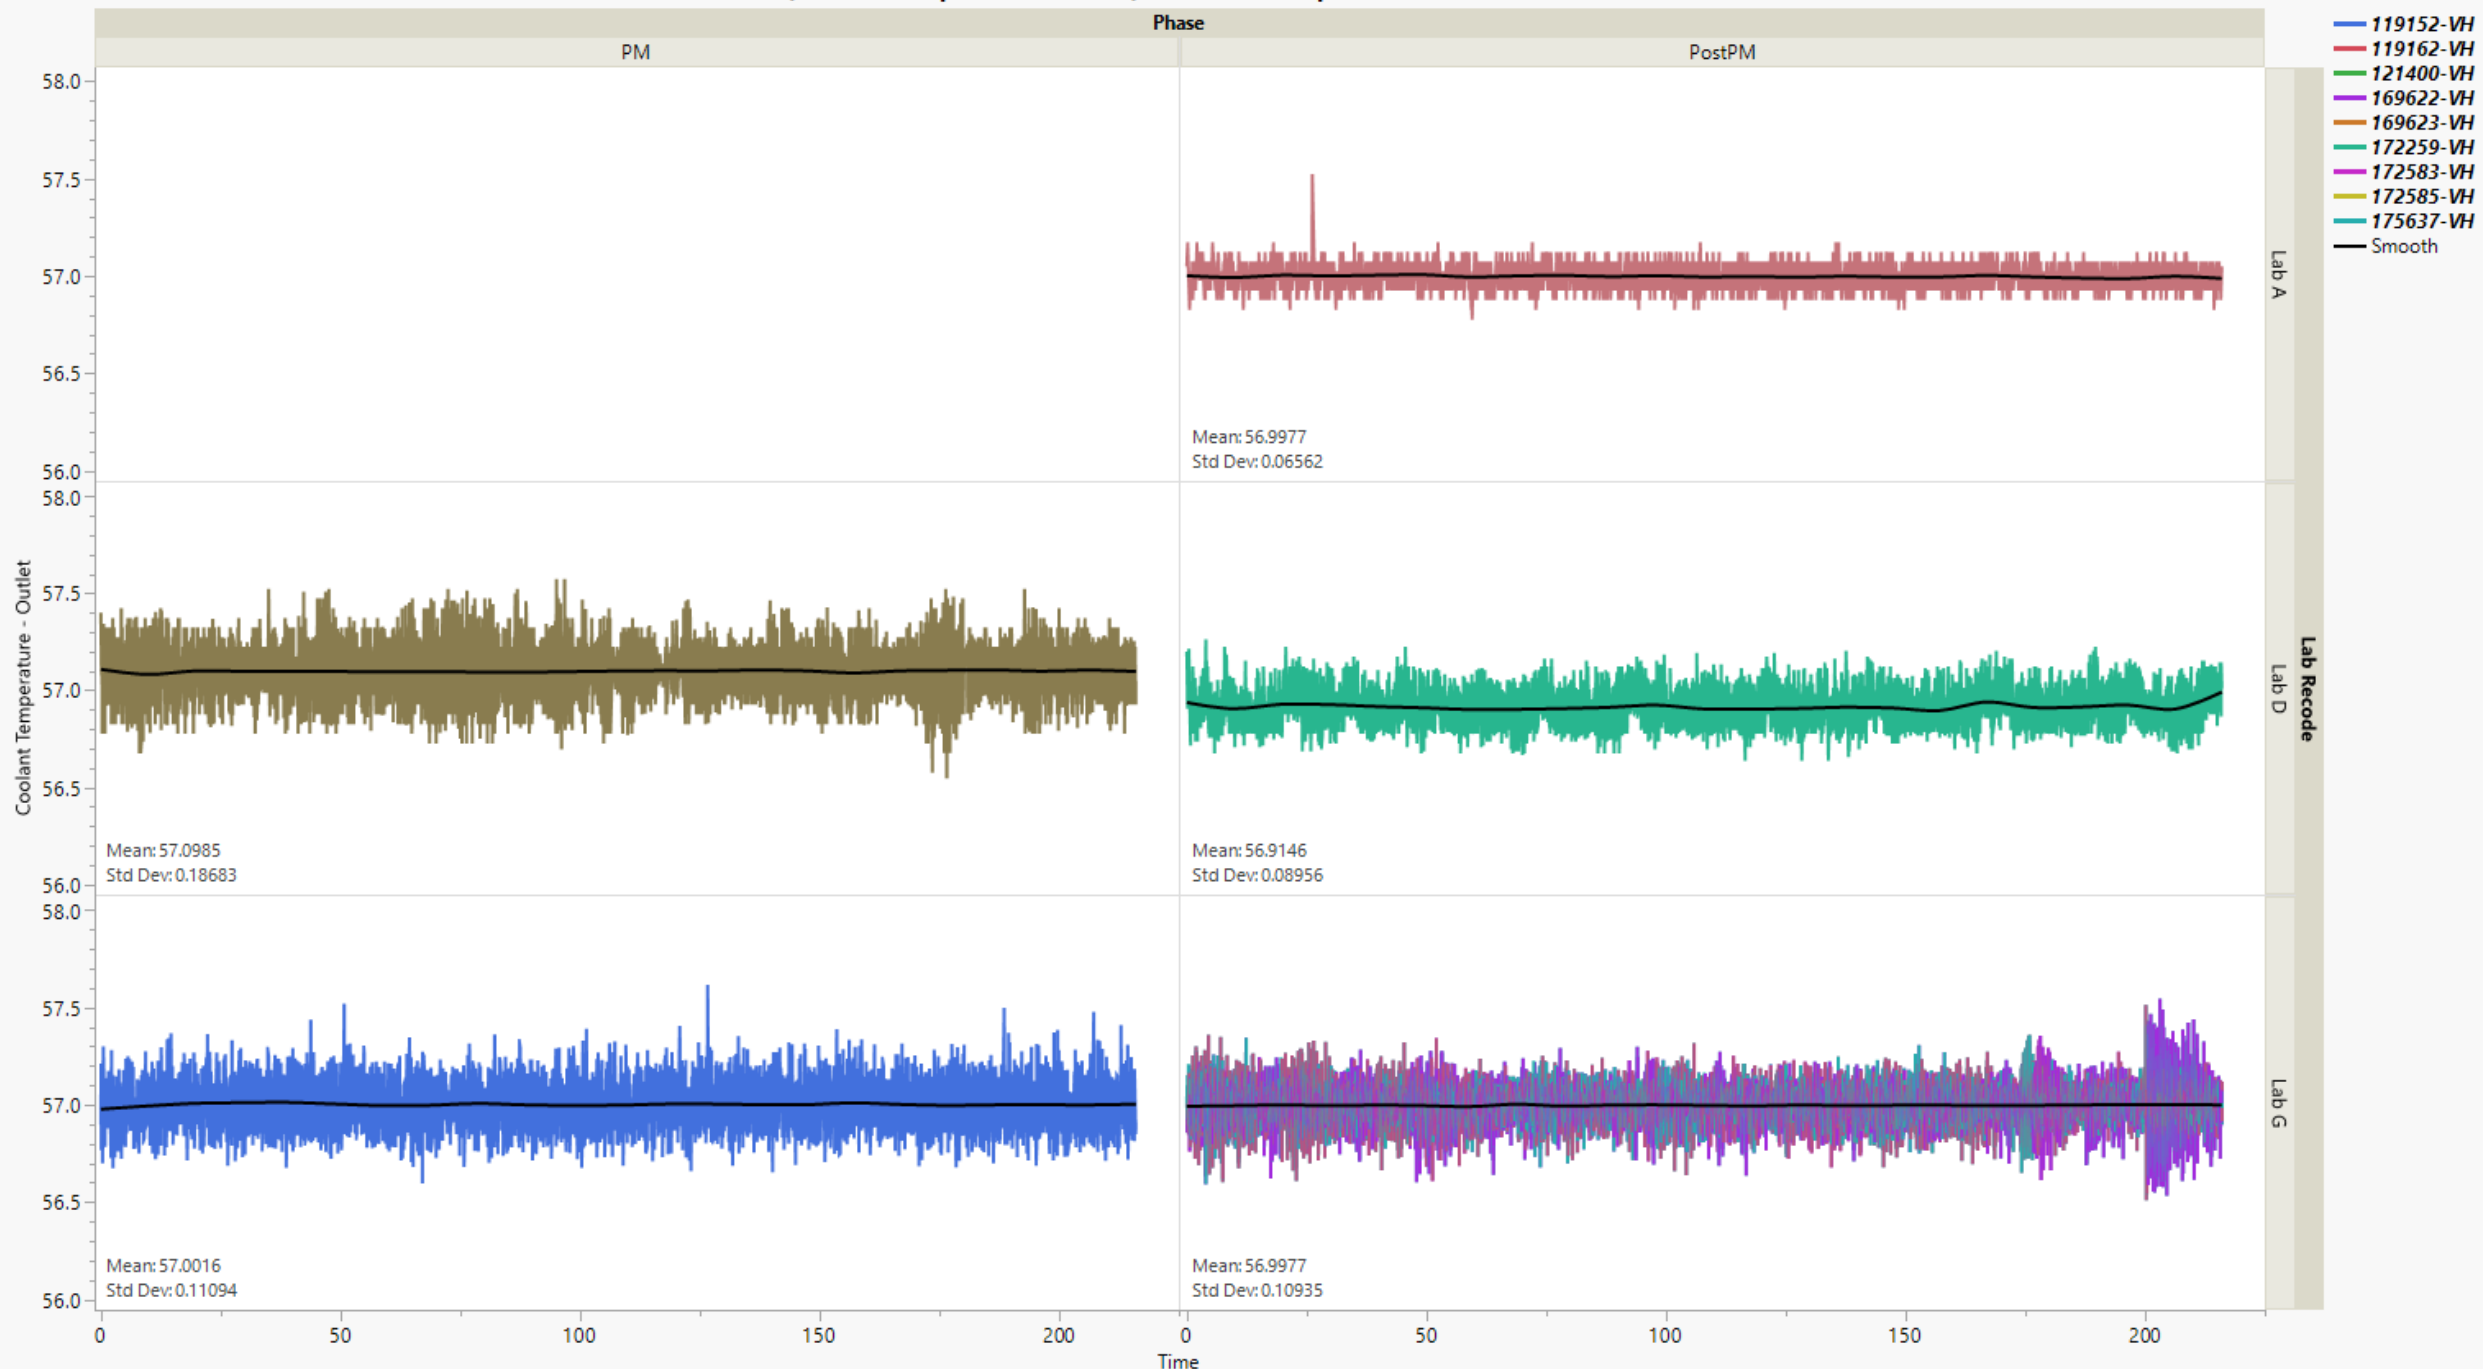 Phase
PM
PostPM
119152-VH
119162-VH
121400-VH
169622-VH
169623-VH
172259-VH
172583-VH
172585-VH
175637-VH
Smooth
Coolant Temperature - Outlet
58.0
57.5
57.0
56.5
56.0
Mean: 56.9977
Std Dev: 0.06562
Lab A
58.0
57.5
57.0
56.5
56.0
Mean: 57.0985
Std Dev: 0.18683
Mean: 56.9146
Std Dev: 0.08956
Lab D
Lab Recode
58.0
57.5
57.0
56.5
56.0
Mean: 57.0016
Std Dev: 0.11094
Mean: 56.9977
Std Dev: 0.10935
Lab G
0 50 100 150 200 0 50 100 150 200
Time